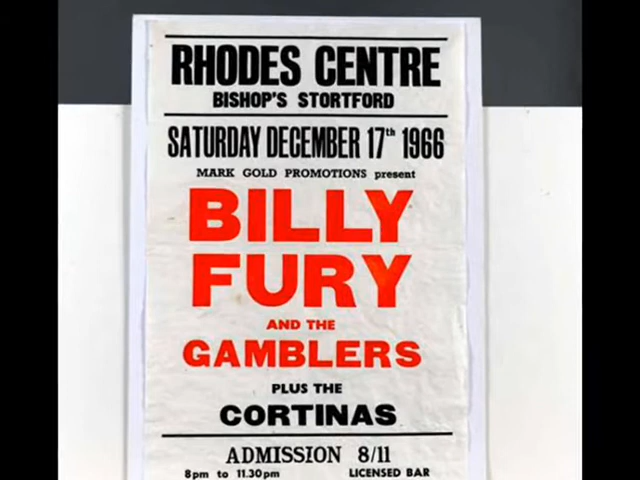 RHODES CENTRE
BISHOP'S STORTFORD
SATURDAY DECEMBER 17th 1966
MARK GOLD PROMOTIONS present
BILLY
FURY
AND THE
GAMBLERS
PLUS THE
CORTINAS
ADMISSION 8/11
8pm to 11.30pm LICENSED BAR